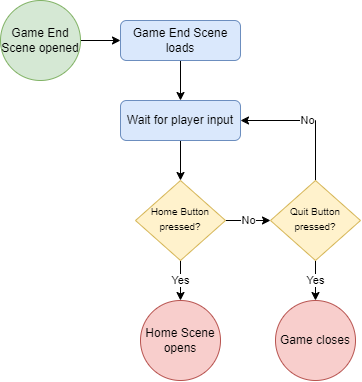 Game End
Scene opened
Game End Scene
loads
Wait for player input
No
Home Button
pressed?
No
Quit Button
pressed?
Yes
Yes
Home Scene
opens
Game closes